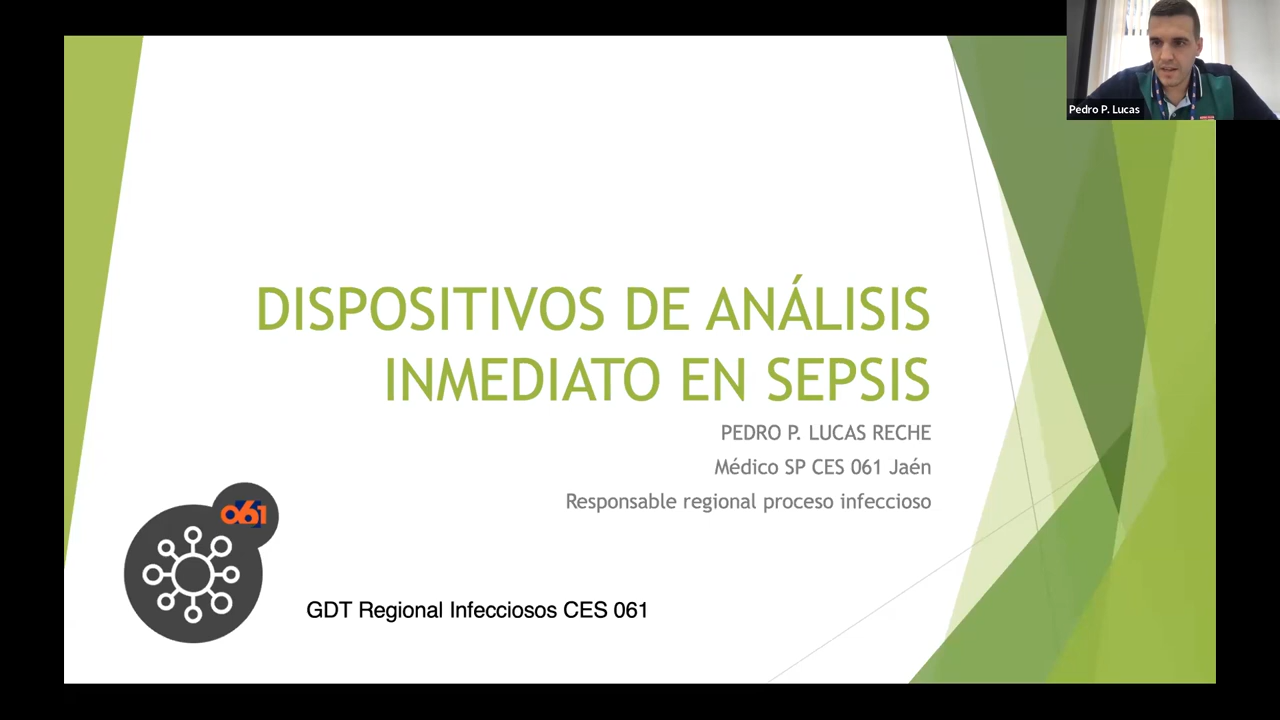 Pedro P. Lucas
DISPOSITIVOS DE ANÁLISIS
INMEDIATO EN SEPSIS
PEDRO P. LUCAS RECHE
Médico SP CES 061 Jaén
Responsable regional proceso infeccioso
061
GDT Regional Infecciosos CES 061